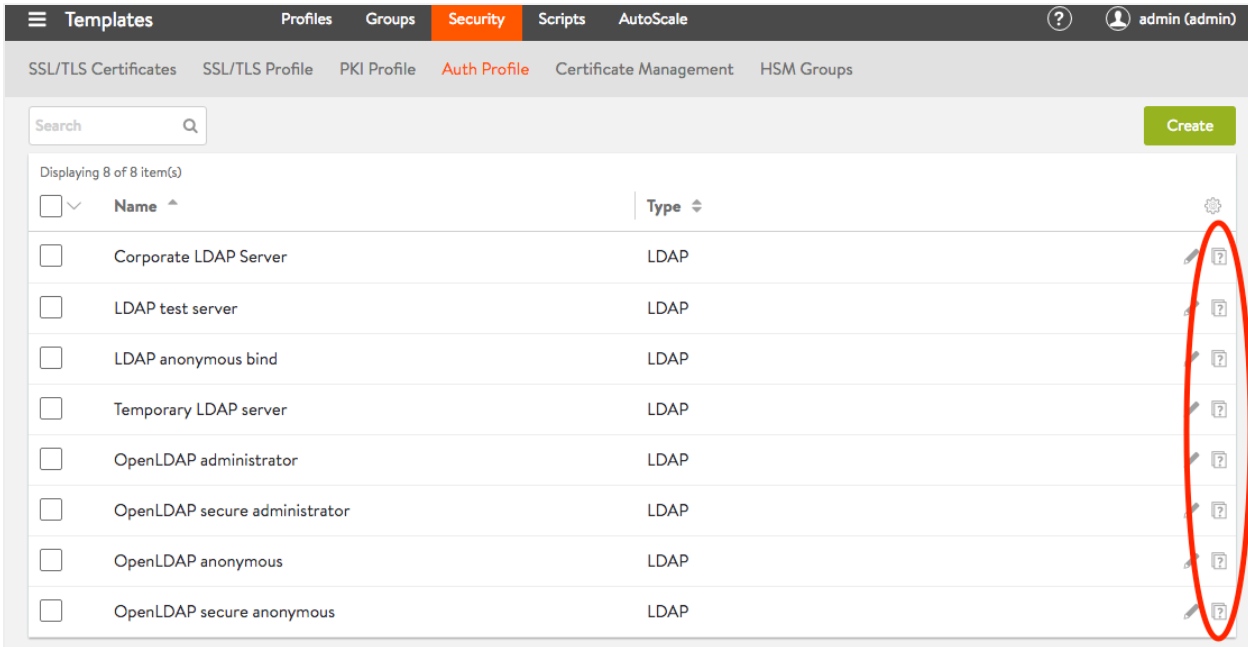 Templates Profiles Groups Security Scripts AutoScale ? admin (admin)
SSL/TLS Certificates SSL/TLS Profile PKI Profile Auth Profile Certificate Management HSM Groups
Search Create
Displaying 8 of 8 item(s)
Name Type
Corporate LDAP Server LDAP ?
LDAP test server LDAP ?
LDAP anonymous bind LDAP ?
Temporary LDAP server LDAP ?
OpenLDAP administrator LDAP ?
OpenLDAP secure administrator LDAP ?
OpenLDAP anonymous LDAP ?
OpenLDAP secure anonymous LDAP ?